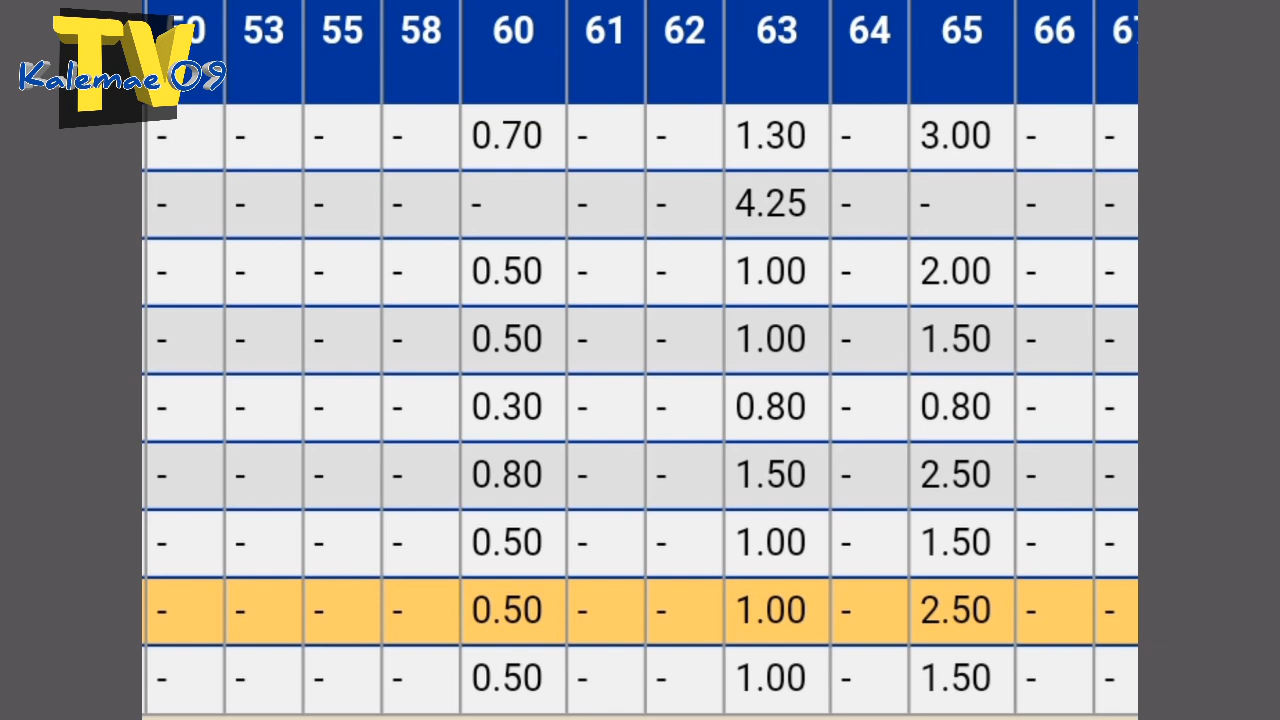 TV
Kalemae 09
53 55 58 60 61 62 63 64 65 66
- - - - 0.70 - - 1.30 - 3.00 - -
- - - - - - - 4.25 - - - -
- - - - 0.50 - - 1.00 - 2.00 - -
- - - - 0.50 - - 1.00 - 1.50 - -
- - - - 0.30 - - 0.80 - 0.80 - -
- - - - 0.80 - - 1.50 - 2.50 - -
- - - - 0.50 - - 1.00 - 1.50 - -
- - - - 0.50 - - 1.00 - 2.50 - -
- - - - 0.50 - - 1.00 - 1.50 - -